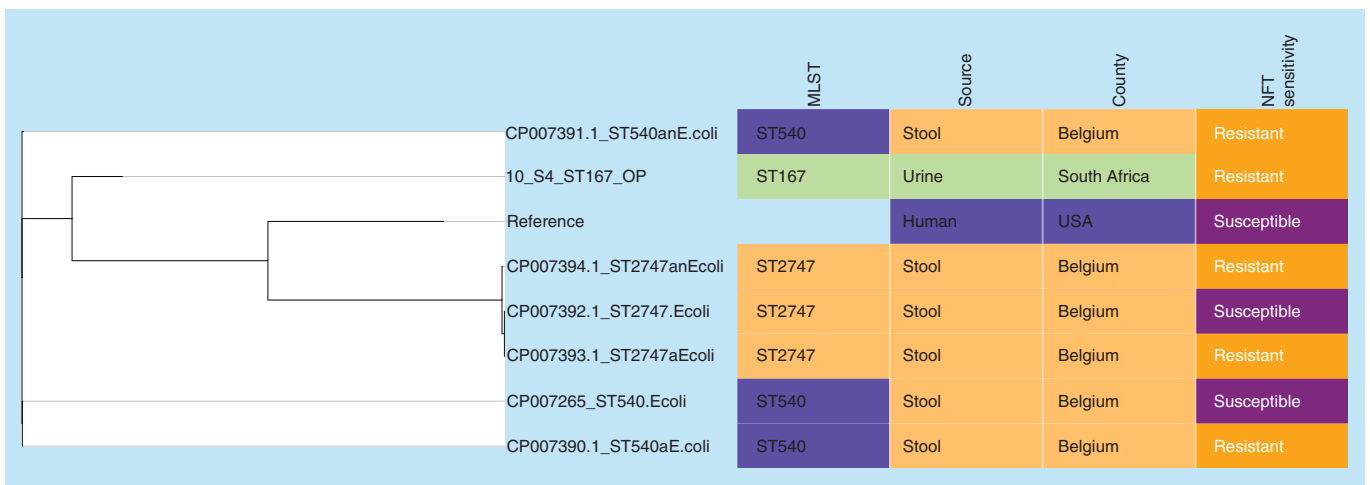 MLST Source County NFT sensitivity
CP007391.1_ST540anE.coli ST540 Stool Belgium Resistant
10_S4_ST167_OP ST167 Urine South Africa Resistant
Reference Human USA Susceptible
CP007394.1_ST2747anEcoli ST2747 Stool Belgium Resistant
CP007392.1_ST2747.Ecoli ST2747 Stool Belgium Susceptible
CP007393.1_ST2747aEcoli ST2747 Stool Belgium Resistant
CP007265_ST540.Ecoli ST540 Stool Belgium Susceptible
CP007390.1_ST540aE.coli ST540 Stool Belgium Resistant